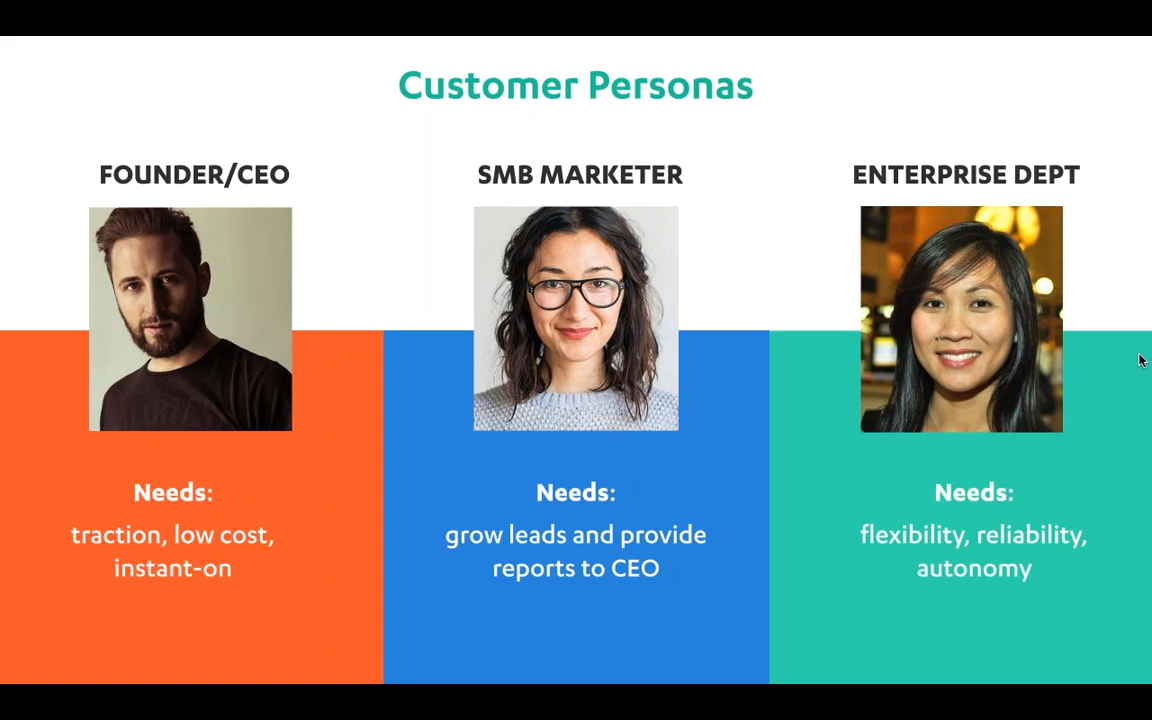 Customer Personas
FOUNDER/CEO
SMB MARKETER
ENTERPRISE DEPT
Needs:
traction, low cost,
instant-on
Needs:
grow leads and provide
reports to CEO
Needs:
flexibility, reliability,
autonomy